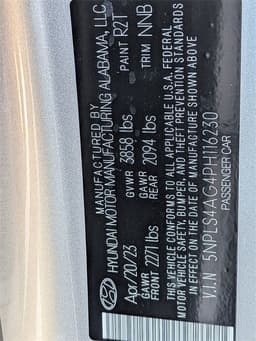 MANUFACTURED BY
HYUNDAI MOTOR MANUFACTURING ALABAMA, LLC
Apr/20/23 GVWR 3858 lbs PAINT R2T
FRONT GAWR 2271 lbs REAR GAWR 2094 lbs TRIM NNB
THIS VEHICLE CONFORMS TO ALL APPLICABLE U.S.A. FEDERAL
MOTOR VEHICLE SAFETY, BUMPER, AND THEFT PREVENTION STANDARDS
IN EFFECT ON THE DATE OF MANUFACTURE SHOWN ABOVE.
V.I.N 5NPLS4AG4PH116230
PASSENGER CAR